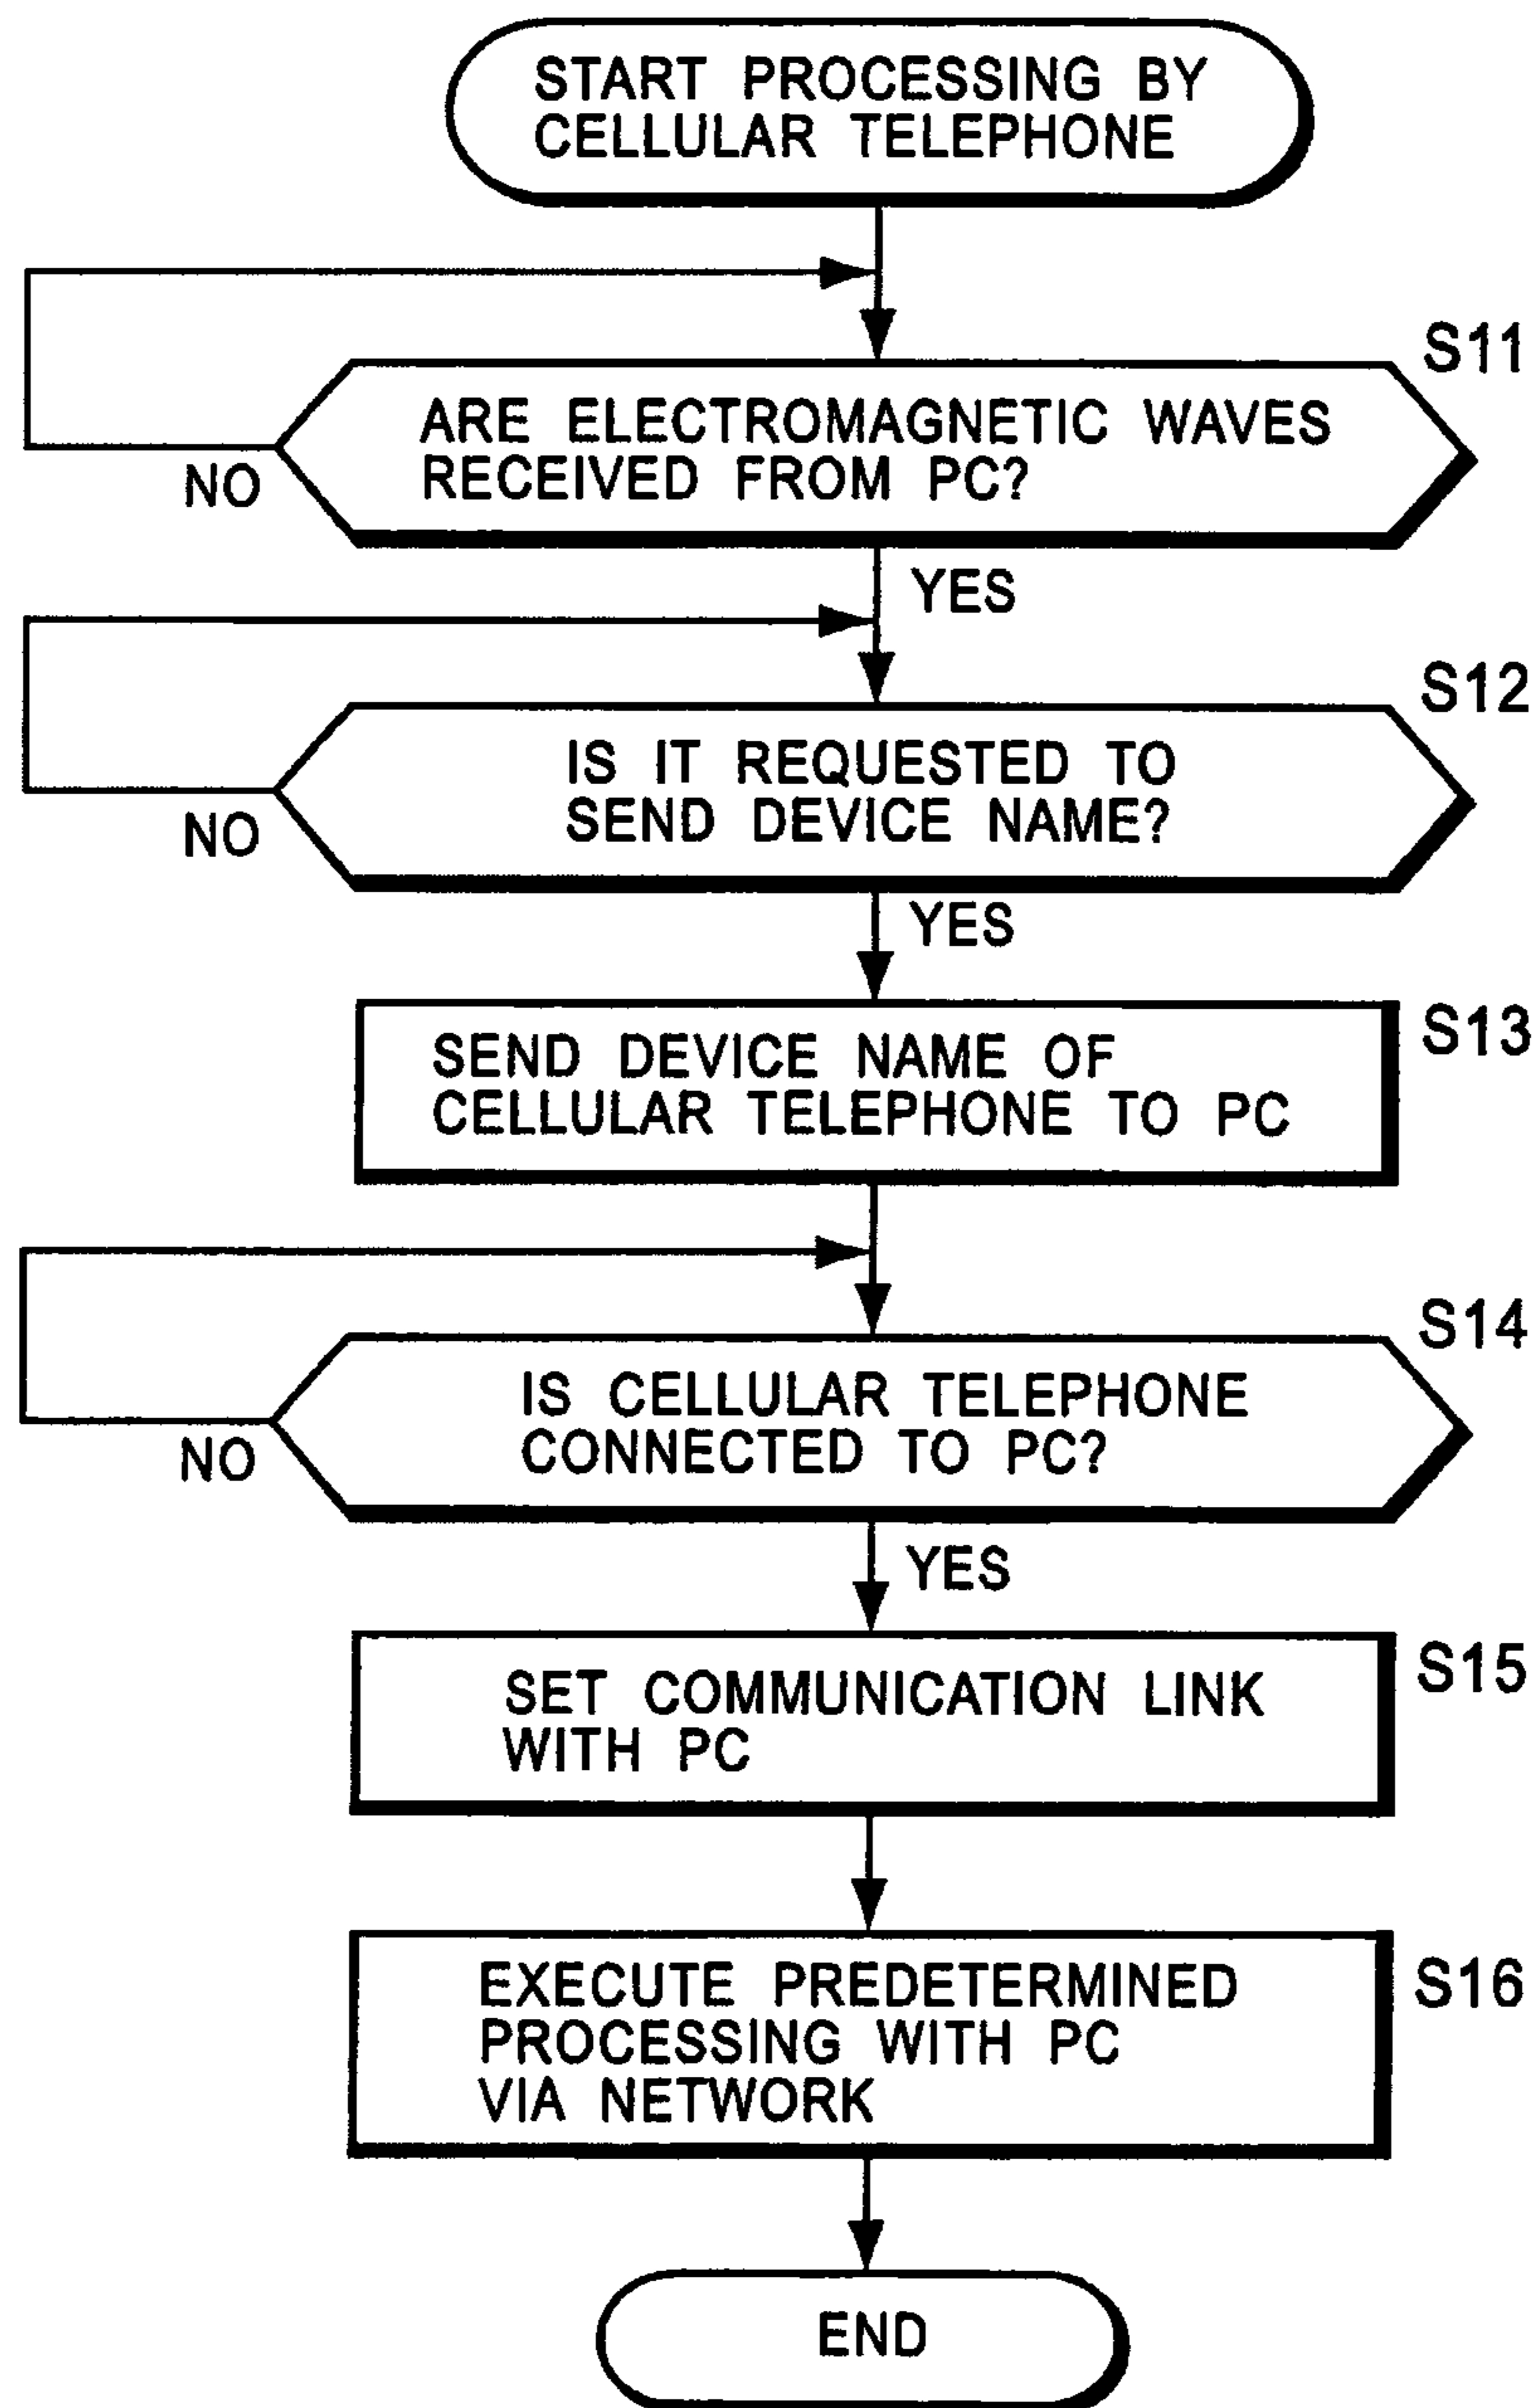 START PROCESSING BY
CELLULAR TELEPHONE
S11
ARE ELECTROMAGNETIC WAVES
RECEIVED FROM PC?
NO
YES
S12
IS IT REQUESTED TO
SEND DEVICE NAME?
NO
YES
S13
SEND DEVICE NAME OF
CELLULAR TELEPHONE TO PC
S14
IS CELLULAR TELEPHONE
CONNECTED TO PC?
NO
YES
S15
SET COMMUNICATION LINK
WITH PC
S16
EXECUTE PREDETERMINED
PROCESSING WITH PC
VIA NETWORK
END